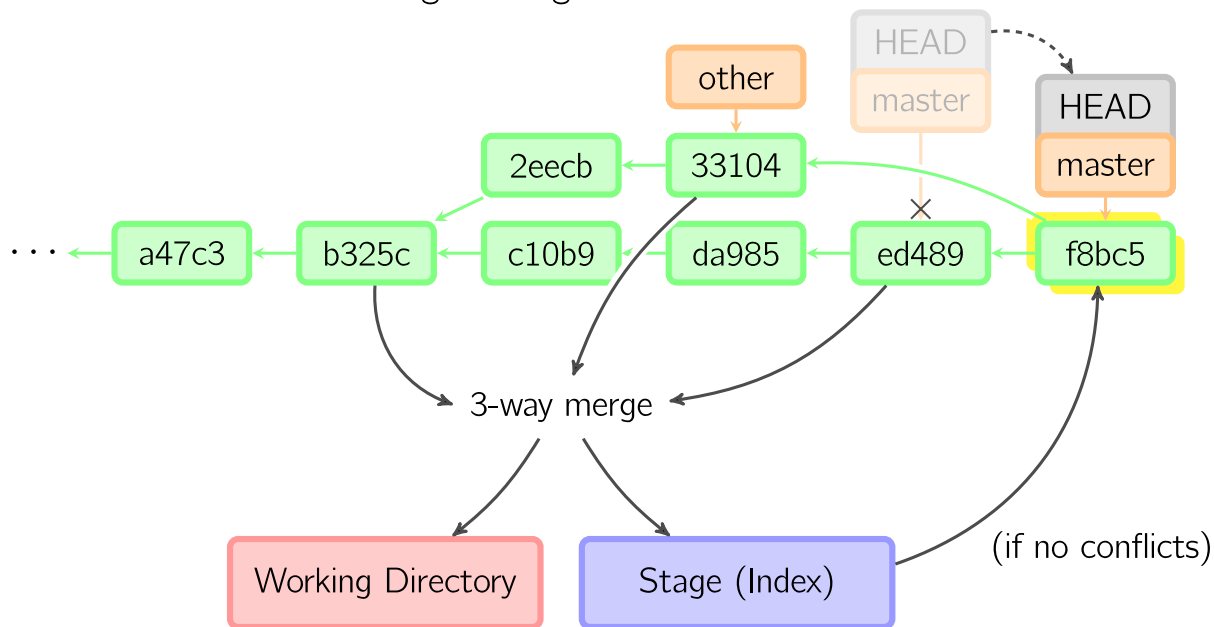 HEAD
other
master
HEAD
2eecb
33104
master
...
a47c3
b325c
c10b9
da985
ed489
f8bc5
3-way merge
(if no conflicts)
Working Directory
Stage (Index)